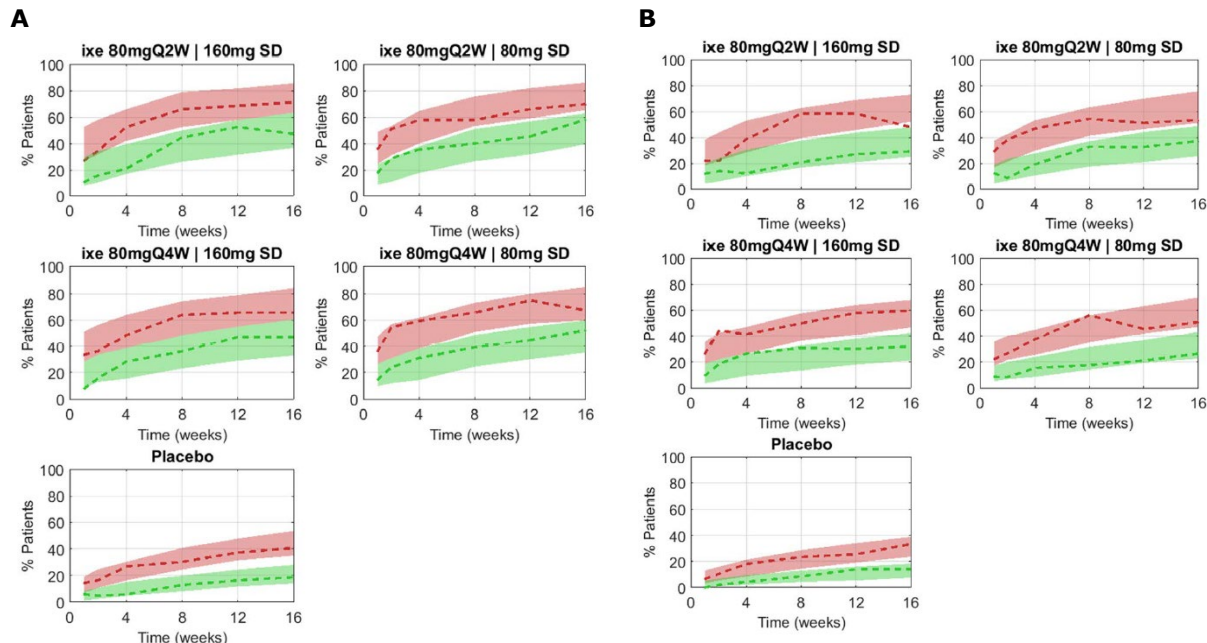 A
ixe 80mgQ2W | 160mg SD
% Patients
100
80
60
40
20
0
0 4 8 12 16
Time (weeks)
ixe 80mgQ2W | 80mg SD
% Patients
100
80
60
40
20
0
0 4 8 12 16
Time (weeks)
ixe 80mgQ4W | 160mg SD
% Patients
100
80
60
40
20
0
0 4 8 12 16
Time (weeks)
ixe 80mgQ4W | 80mg SD
% Patients
100
80
60
40
20
0
0 4 8 12 16
Time (weeks)
Placebo
% Patients
100
80
60
40
20
0
0 4 8 12 16
Time (weeks)
B
ixe 80mgQ2W | 160mg SD
% Patients
100
80
60
40
20
0
0 4 8 12 16
Time (weeks)
ixe 80mgQ2W | 80mg SD
% Patients
100
80
60
40
20
0
0 4 8 12 16
Time (weeks)
ixe 80mgQ4W | 160mg SD
% Patients
100
80
60
40
20
0
0 4 8 12 16
Time (weeks)
ixe 80mgQ4W | 80mg SD
% Patients
100
80
60
40
20
0
0 4 8 12 16
Time (weeks)
Placebo
% Patients
100
80
60
40
20
0
0 4 8 12 16
Time (weeks)